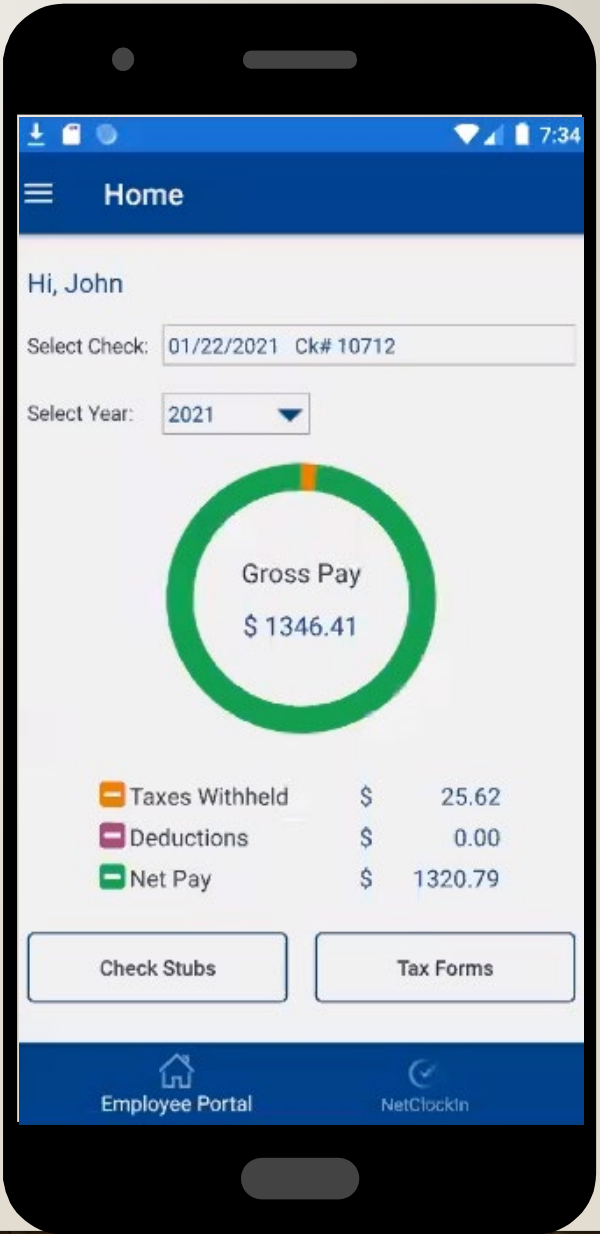 7:34
Home
Hi, John
Select Check: 01/22/2021 Ck# 10712
Select Year: 2021
Gross Pay
$ 1346.41
Taxes Withheld $ 25.62
Deductions $ 0.00
Net Pay $ 1320.79
Check Stubs Tax Forms
Employee Portal NetClockIn